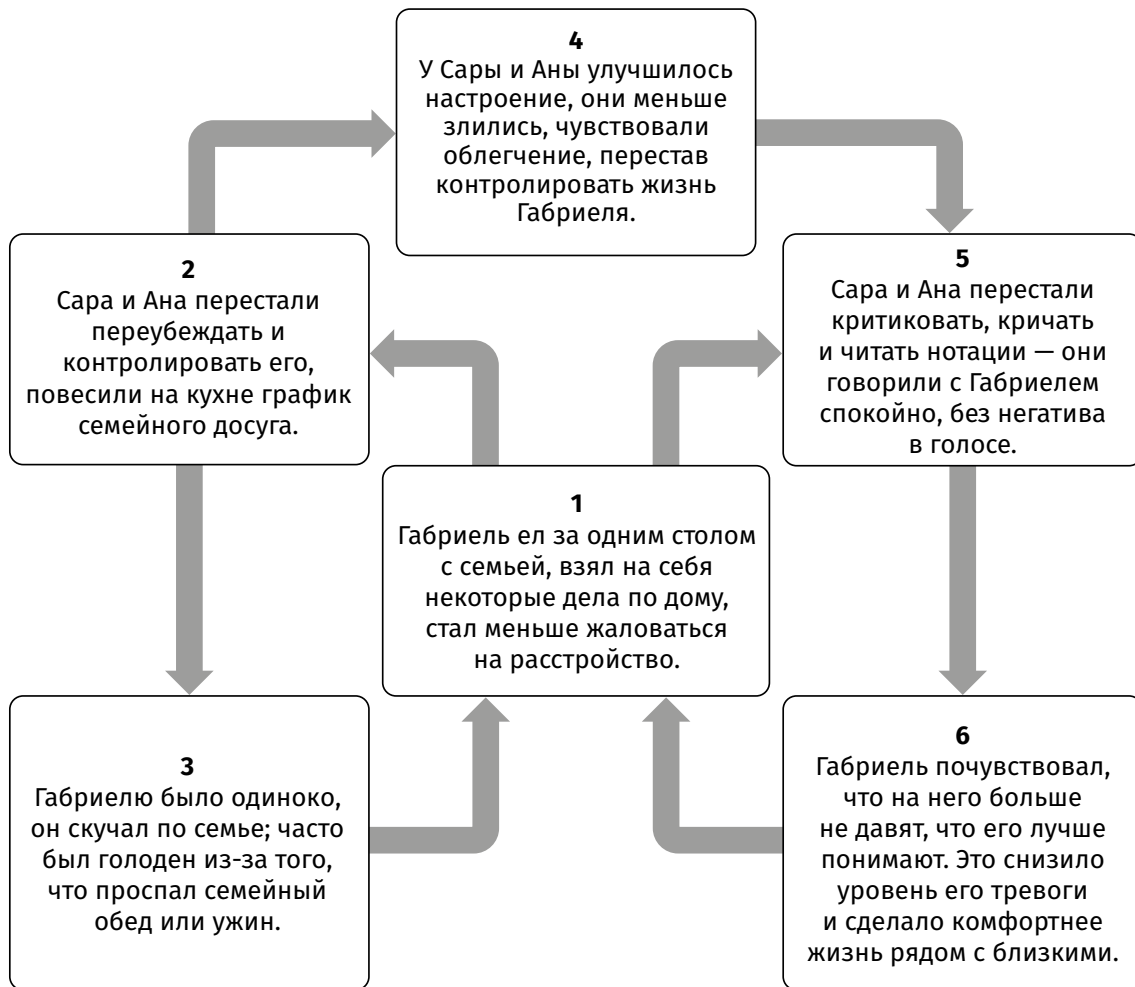 4
У Сары и Аны улучшилось
настроение, они меньше
злились, чувствовали
облегчение, перестав
контролировать жизнь
Габриеля.
2
Сара и Ана перестали
переубеждать и
контролировать его,
повесили на кухне график
семейного досуга.
5
Сара и Ана перестали
критиковать, кричать
и читать нотации — они
говорили с Габриелем
спокойно, без негатива
в голосе.
1
Габриель ел за одним столом
с семьей, взял на себя
некоторые дела по дому,
стал меньше жаловаться
на расстройство.
3
Габриелю было одиноко,
он скучал по семье; часто
был голоден из-за того,
что проспал семейный
обед или ужин.
6
Габриель почувствовал,
что на него больше
не давят, что его лучше
понимают. Это снизило
уровень его тревоги
и сделало комфортнее
жизнь рядом с близкими.